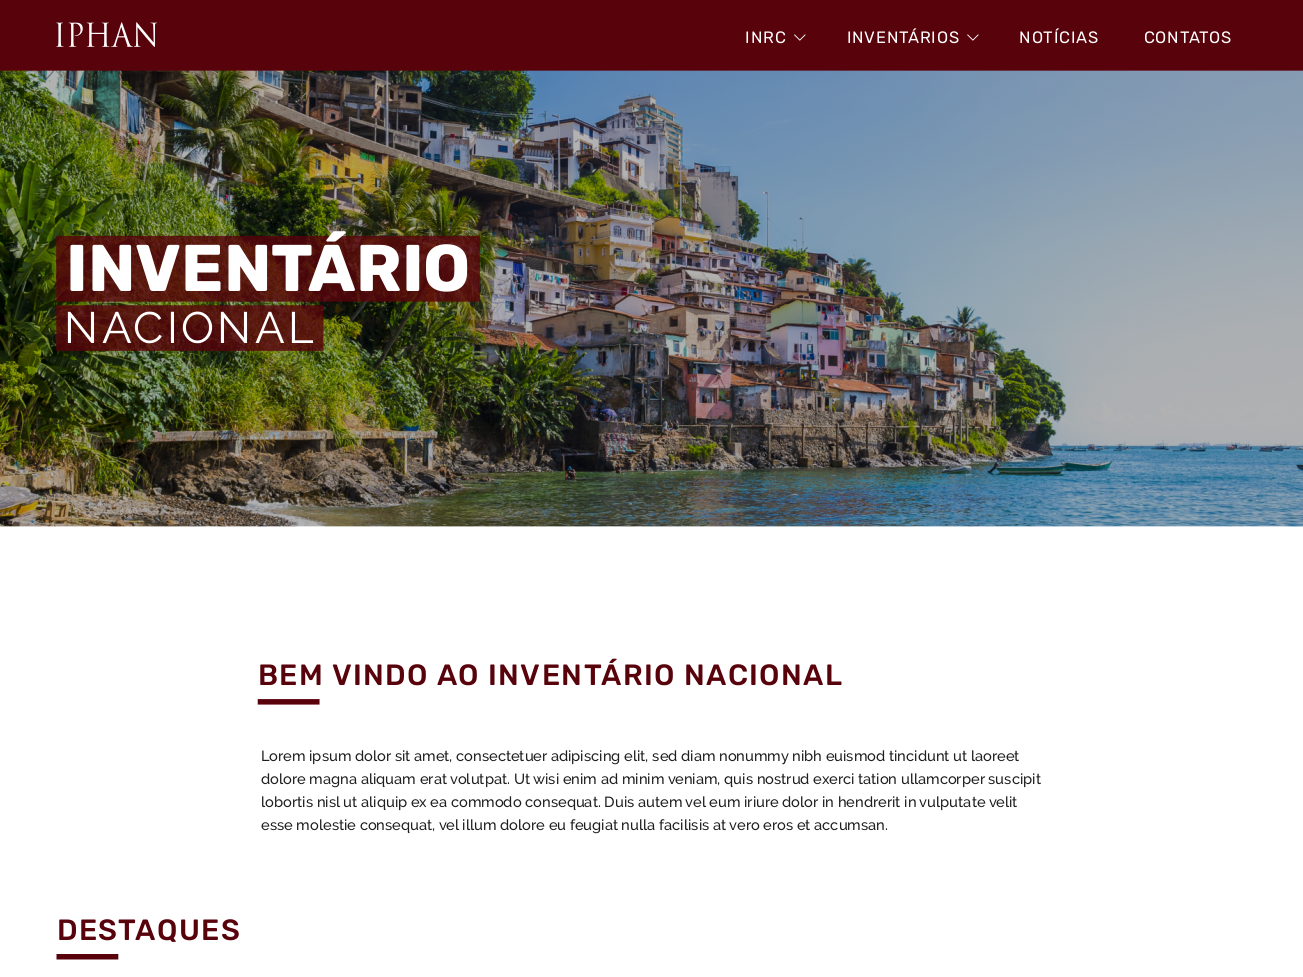 IPHAN
INRC
INVENTÁRIOS
NOTÍCIAS
CONTATOS
INVENTÁRIO
NACIONAL
BEM VINDO AO INVENTÁRIO NACIONAL
Lorem ipsum dolor sit amet, consectetuer adipiscing elit, sed diam nonummy nibh euismod tincidunt ut laoreet
dolore magna aliquam erat volutpat. Ut wisi enim ad minim veniam, quis nostrud exerci tation ullamcorper suscipit
lobortis nisl ut aliquip ex ea commodo consequat. Duis autem vel eum iriure dolor in hendrerit in vulputate velit
esse molestie consequat, vel illum dolore eu feugiat nulla facilisis at vero eros et accumsan.
DESTAQUES